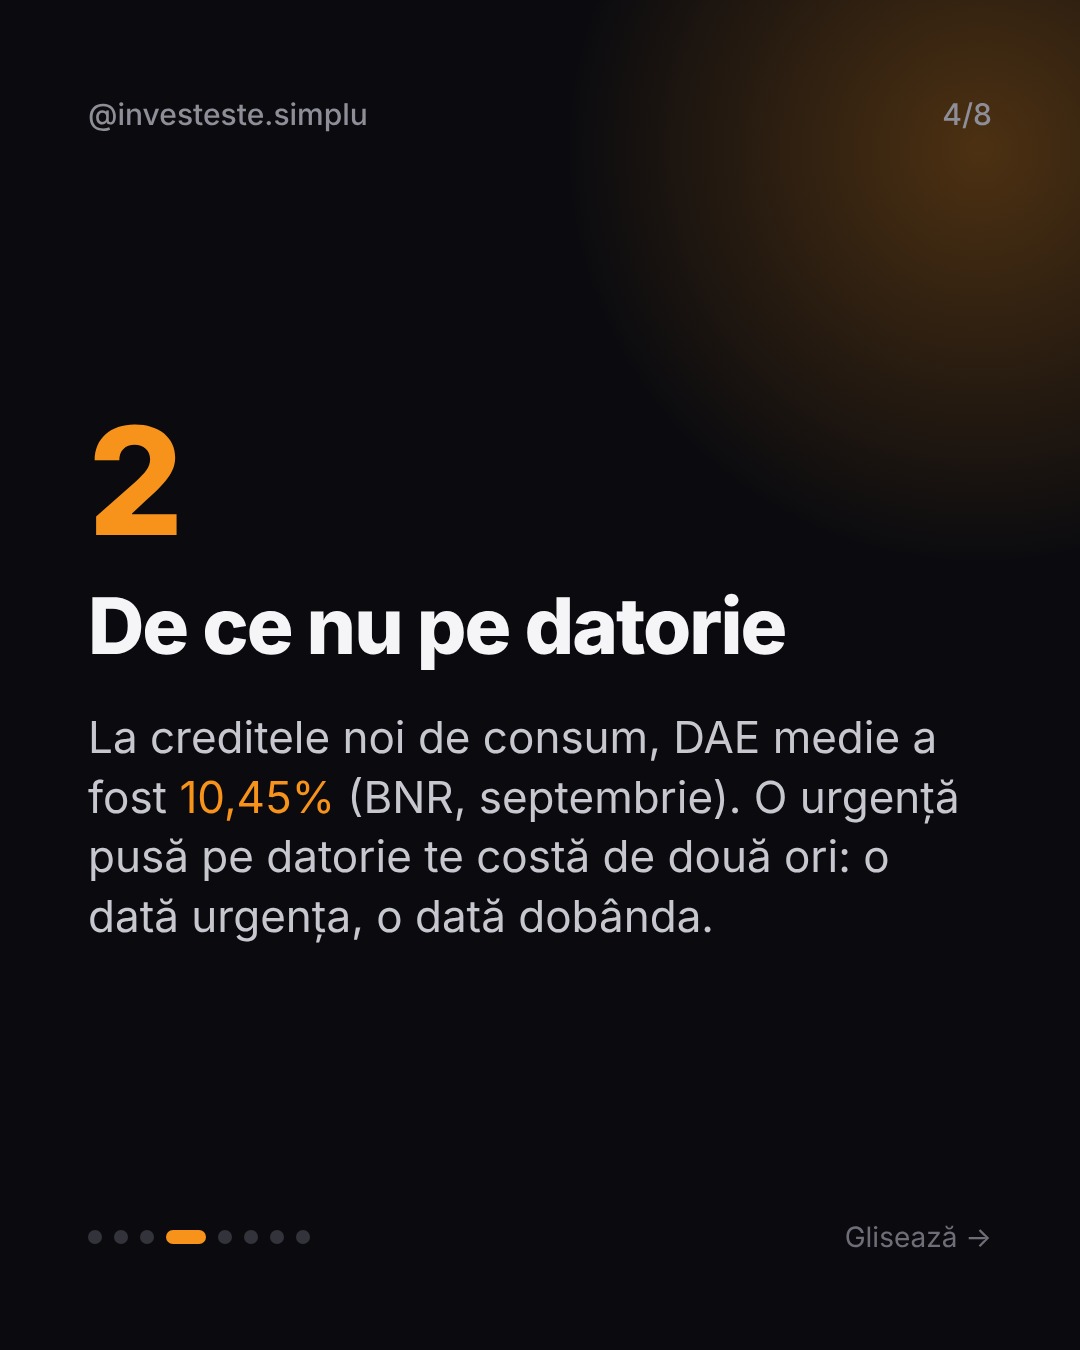 @investeste.simplu
4/8
2
De ce nu pe datorie
La creditele noi de consum, DAE medie a
fost 10,45% (BNR, septembrie). O urgență
pusă pe datorie te costă de două ori: o
dată urgența, o dată dobânda.
Glisează →